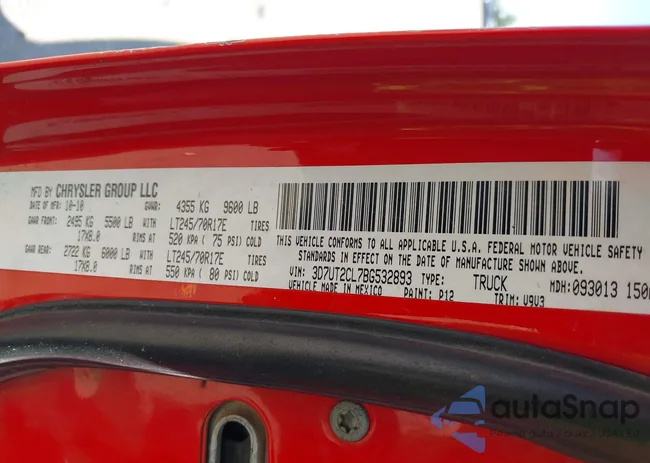 MFD BY CHRYSLER GROUP LLC
DATE OF MFR: 10-10 GVWR: 4355 KG 9600 LB
GAWR FRONT: 2495 KG 5500 LB WITH LT245/70R17E TIRES
17X8.0 RIMS AT 520 KPA ( 75 PSI) COLD
GAWR REAR: 2722 KG 6000 LB WITH LT245/70R17E TIRES
17X8.0 RIMS AT 550 KPA ( 80 PSI) COLD
THIS VEHICLE CONFORMS TO ALL APPLICABLE U.S.A. FEDERAL MOTOR VEHICLE SAFETY
STANDARDS IN EFFECT ON THE DATE OF MANUFACTURE SHOWN ABOVE.
VIN: 3D7UT2CL7BG532893 TYPE: TRUCK MDH: 093013 150
VEHICLE MADE IN MEXICO PAINT: P12 TRIM: V9V3
autoSnap